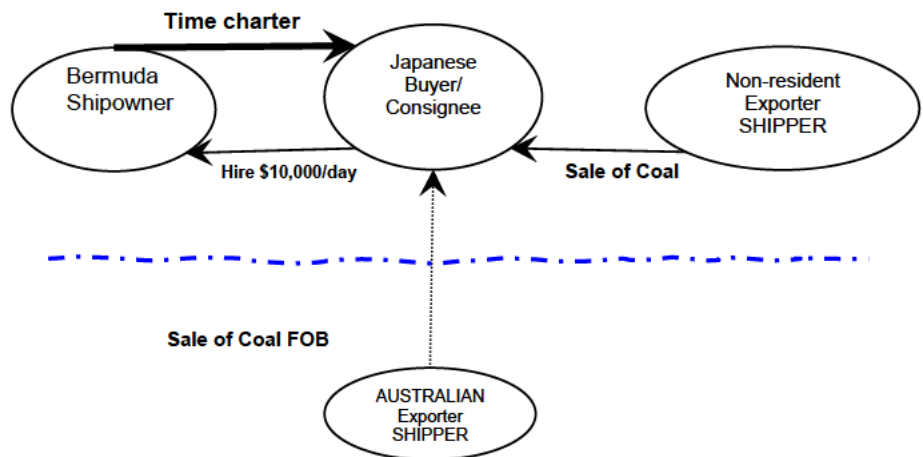 Time charter
Bermuda
Shipowner
Japanese
Buyer/
Consignee
Non-resident
Exporter
SHIPPER
Hire $10,000/day
Sale of Coal
Sale of Coal FOB
AUSTRALIAN
Exporter
SHIPPER